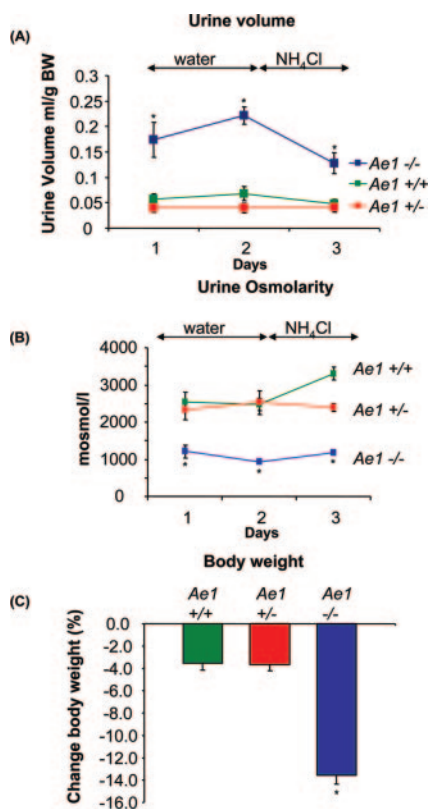 Urine volume
(A)
water NH₄Cl
Urine Volume ml/g BW
0.3
0.25
0.2
0.15
0.1
0.05
0
* * *
Ae1 -/-
Ae1 +/+
Ae1 +/-
1 2 3
Days
Urine Osmolarity
(B)
water NH₄Cl
mosmol/l
4000
3000
2000
1000
0
Ae1 +/+
Ae1 +/-
Ae1 -/-
* * *
1 2 3
Days
Body weight
(C)
Ae1 Ae1 Ae1
+/+ +/- -/-
Change body weight (%)
0.0
-2.0
-4.0
-6.0
-8.0
-10.0
-12.0
-14.0
-16.0
*